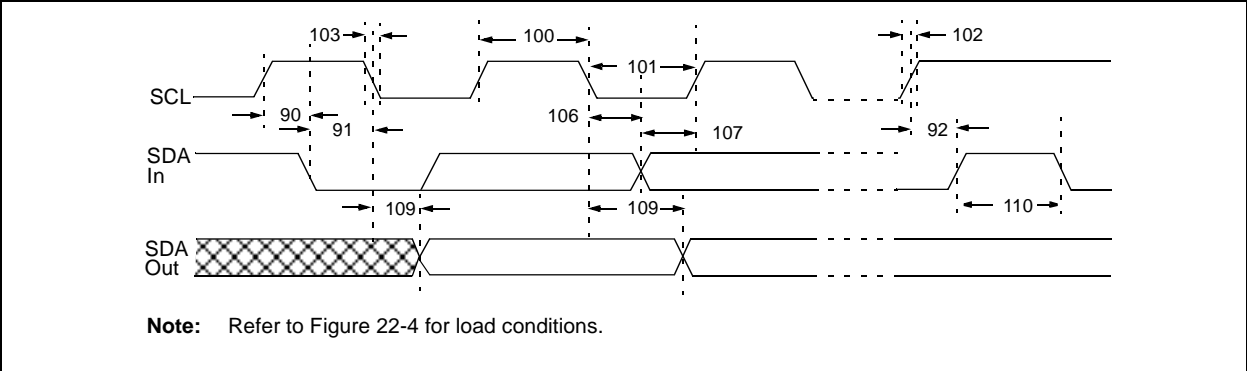 103
100
102
101
SCL
90
91
106
107
92
SDA
In
109
109
110
SDA
Out
Note: Refer to Figure 22-4 for load conditions.